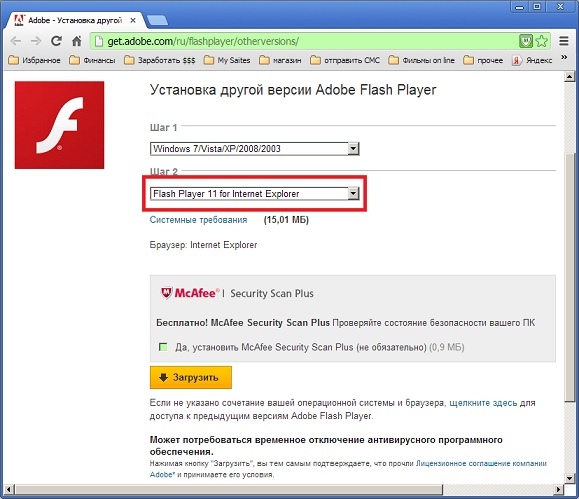 Adobe - Установка другой
get.adobe.com/ru/flashplayer/otherversions/
Избранное Финансы Заработать $$$ My Saites магазин отправить СМС Фильмы on line прочее Яндекс »
Установка другой версии Adobe Flash Player
Шаг 1
Windows 7/Vista/XP/2008/2003
Шаг 2
Flash Player 11 for Internet Explorer
Системные требования (15,01 МБ)
Браузер: Internet Explorer
McAfee | Security Scan Plus
Бесплатно! McAfee Security Scan Plus Проверяйте состояние безопасности вашего ПК
Да, установить McAfee Security Scan Plus (не обязательно) (0,9 МБ)
Загрузить
Если не указано сочетание вашей операционной системы и браузера, щелкните здесь для
доступа к предыдущим версиям Adobe Flash Player.
Может потребоваться временное отключение антивирусного программного
обеспечения.
Нажимая кнопку "Загрузить", вы тем самым подтверждаете, что прочли Лицензионное соглашение компании
Adobe* и принимаете его условия.